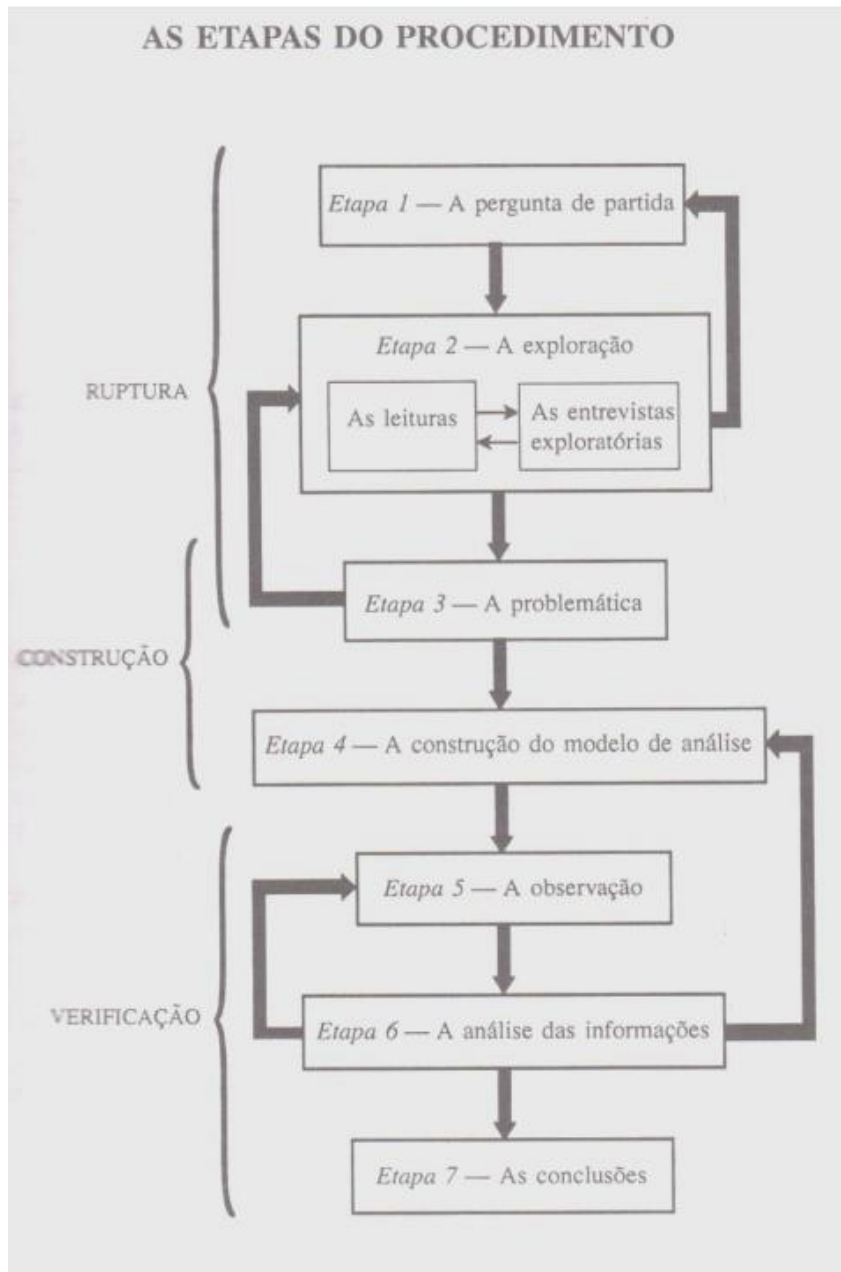 AS ETAPAS DO PROCEDIMENTO
Etapa 1 — A pergunta de partida
Etapa 2 — A exploração
RUPTURA
As leituras
As entrevistas
exploratórias
Etapa 3 — A problemática
CONSTRUÇÃO
Etapa 4 — A construção do modelo de análise
Etapa 5 — A observação
VERIFICAÇÃO
Etapa 6 — A análise das informações
Etapa 7 — As conclusões